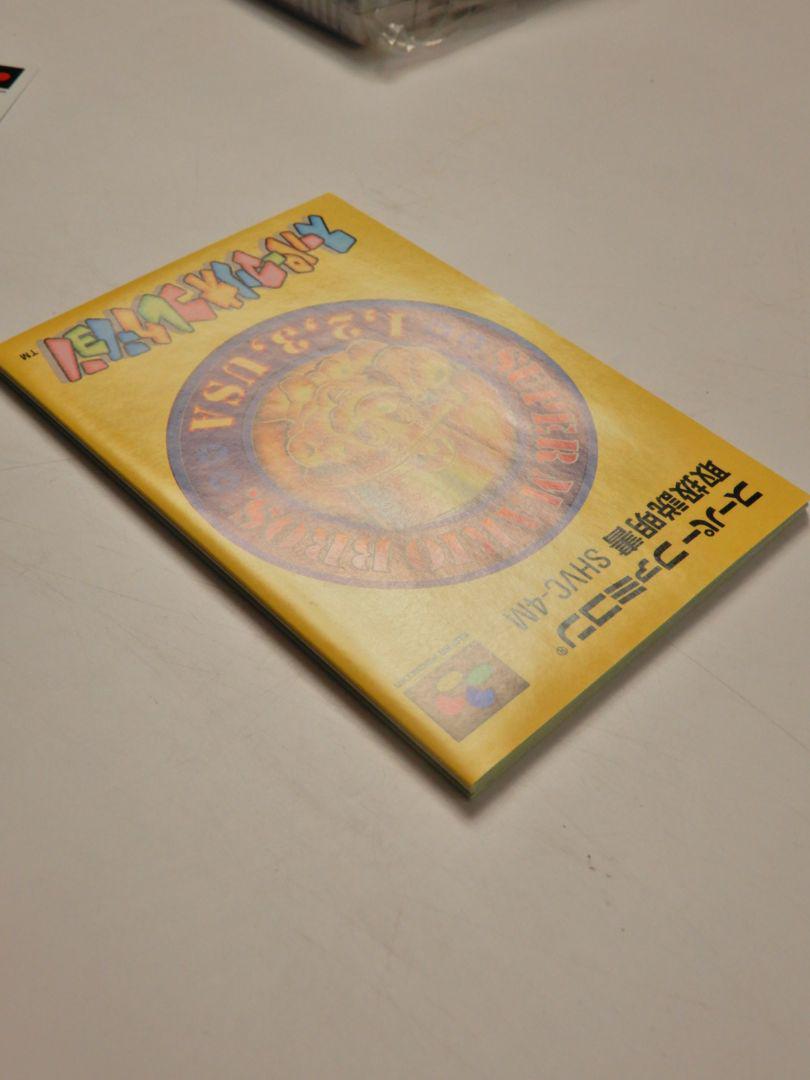 スーパーマリオコレクション
TM
SUPER MARIO BROS.
1, 2, 3, USA
スーパーファミコン®
取扱説明書 SHVC-4M